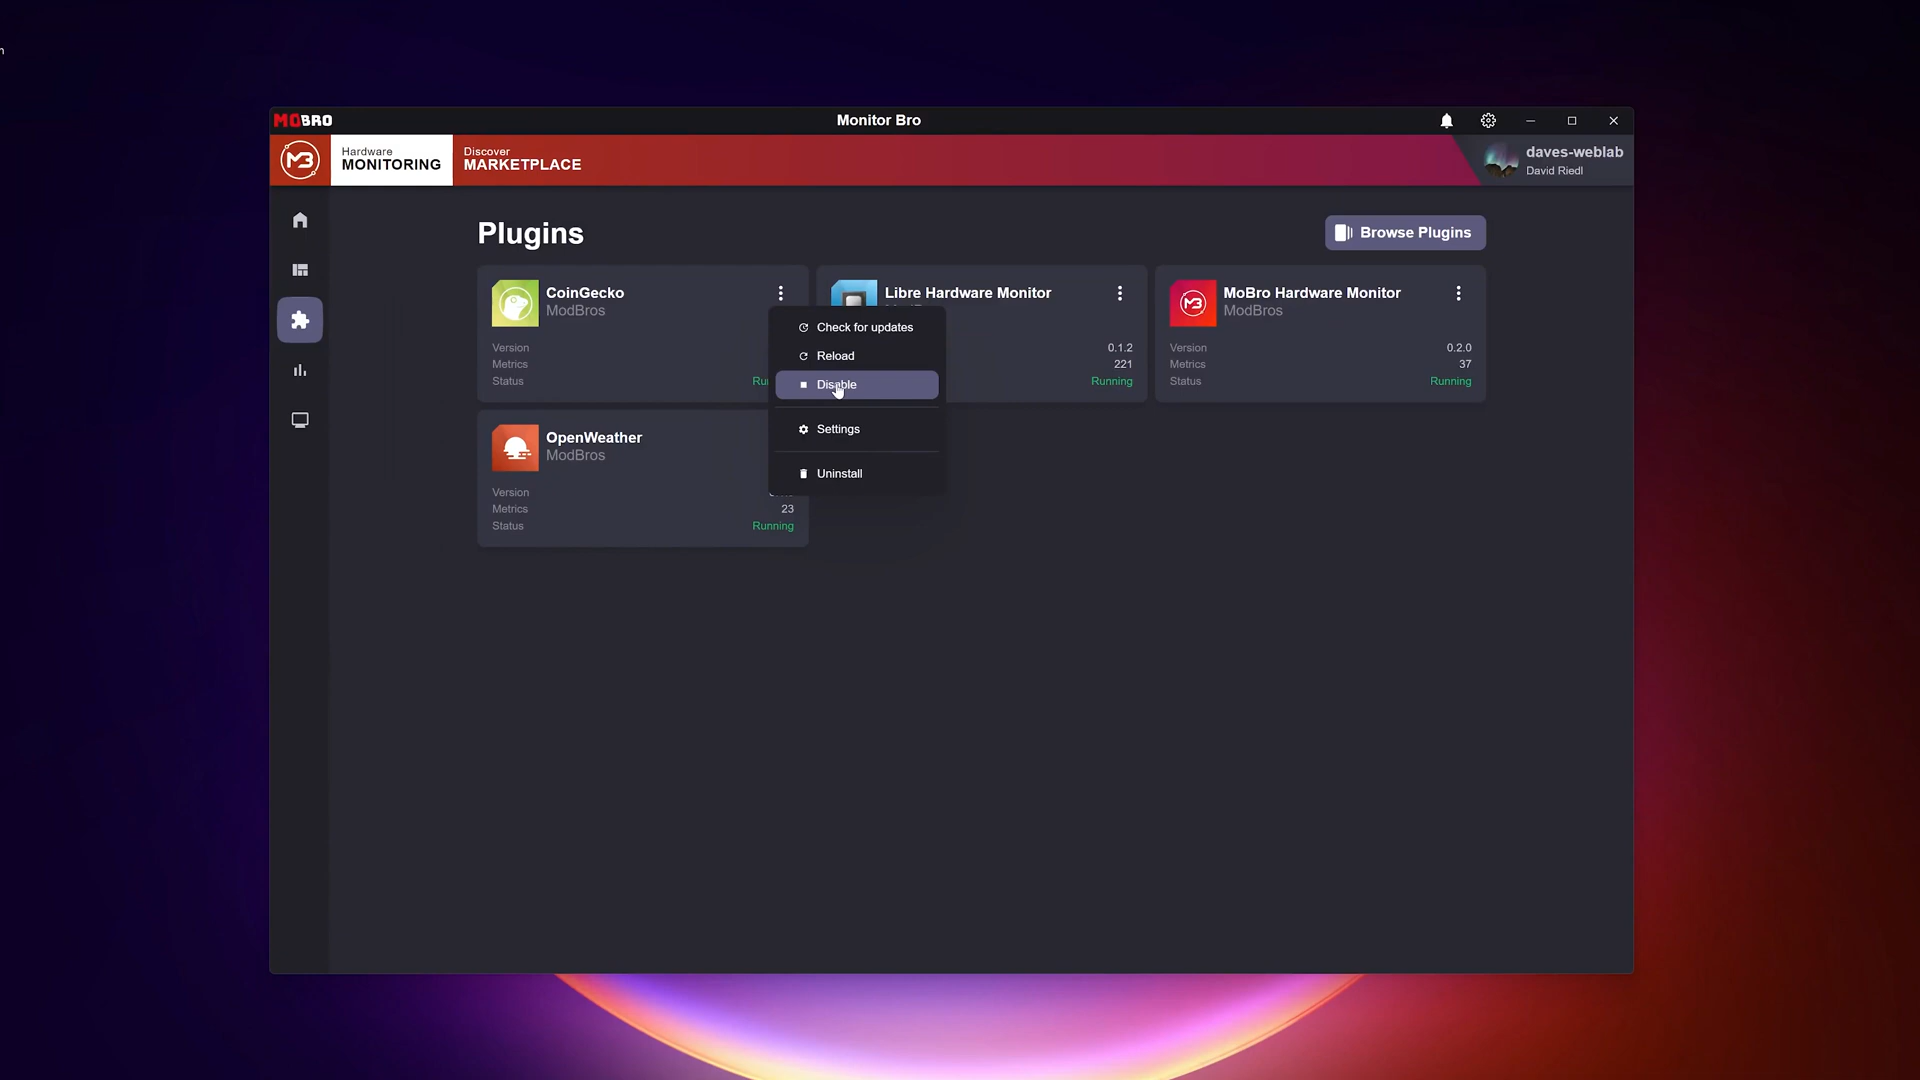 n
MOBRO
Monitor Bro
Hardware
MONITORING
Discover
MARKETPLACE
daves-weblab
David Riedl
Plugins
Browse Plugins
CoinGecko
ModBros
Version
Metrics
Status
Check for updates
Reload
Disable
Settings
Uninstall
Libre Hardware Monitor
0.1.2
221
Running
MoBro Hardware Monitor
ModBros
Version
0.2.0
Metrics
37
Status
Running
OpenWeather
ModBros
Version
Metrics
23
Status
Running